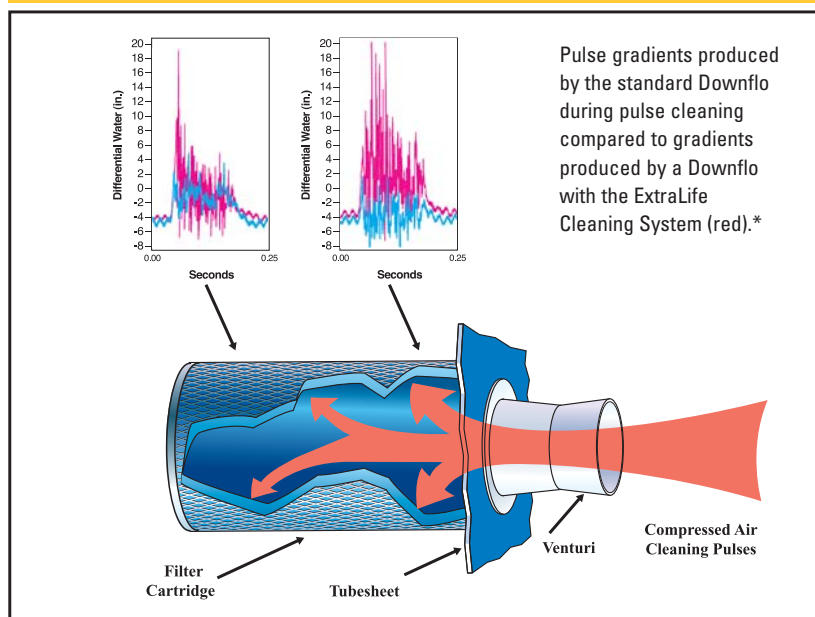 20
18
16
14
12
10
8
6
4
2
0
-2
-4
-6
-8
Differential Water (in.)
0.00
0.25
Seconds
20
18
16
14
12
10
8
6
4
2
0
-2
-4
-6
-8
Differential Water (in.)
0.00
0.25
Seconds
Pulse gradients produced
by the standard Downflo
during pulse cleaning
compared to gradients
produced by a Downflo
with the ExtraLife
Cleaning System (red).*
Filter
Cartridge
Tubesheet
Venturi
Compressed Air
Cleaning Pulses